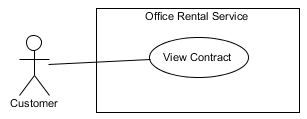 Office Rental Service
View Contract
Customer